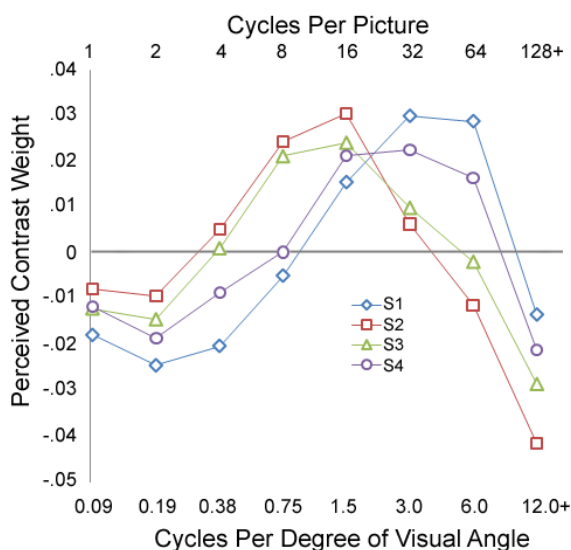 Cycles Per Picture
1 2 4 8 16 32 64 128+
.04
.03
.02
.01
0
-.01
-.02
-.03
-.04
-.05
Perceived Contrast Weight
S1
S2
S3
S4
0.09 0.19 0.38 0.75 1.5 3.0 6.0 12.0+
Cycles Per Degree of Visual Angle